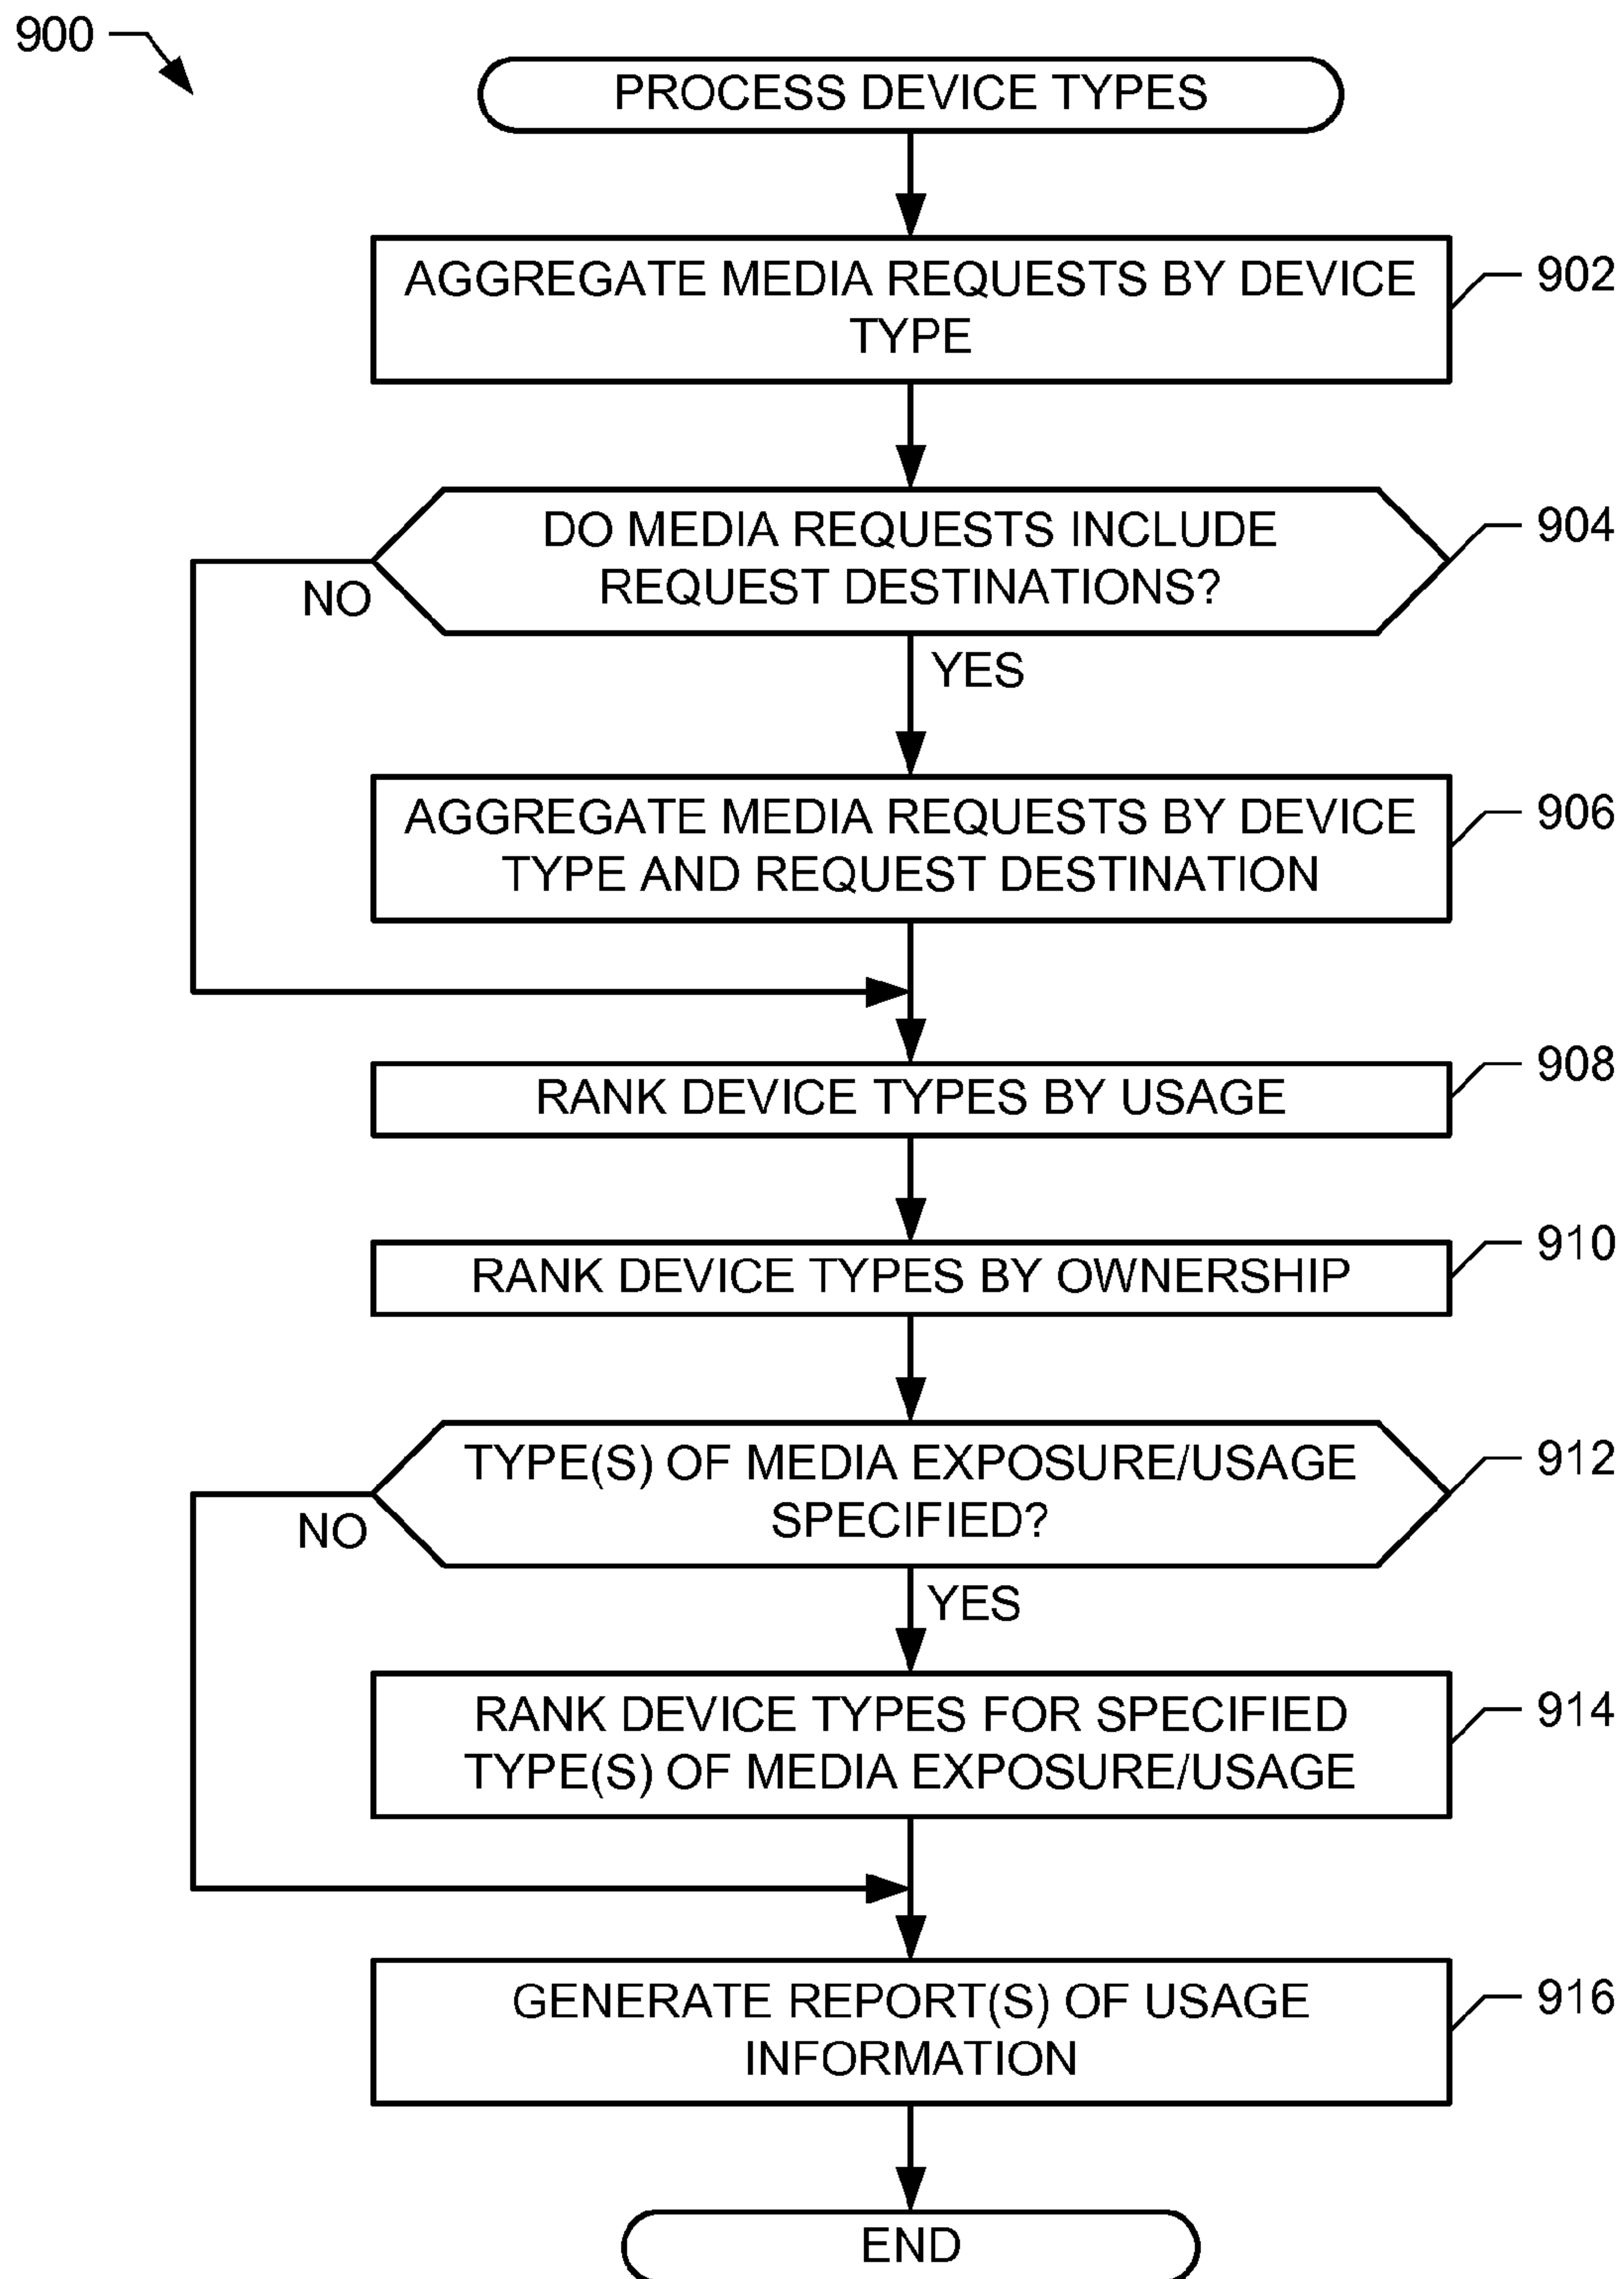 900
PROCESS DEVICE TYPES
AGGREGATE MEDIA REQUESTS BY DEVICE
TYPE
902
DO MEDIA REQUESTS INCLUDE
REQUEST DESTINATIONS?
904
NO
YES
AGGREGATE MEDIA REQUESTS BY DEVICE
TYPE AND REQUEST DESTINATION
906
RANK DEVICE TYPES BY USAGE
908
RANK DEVICE TYPES BY OWNERSHIP
910
TYPE(S) OF MEDIA EXPOSURE/USAGE
SPECIFIED?
912
NO
YES
RANK DEVICE TYPES FOR SPECIFIED
TYPE(S) OF MEDIA EXPOSURE/USAGE
914
GENERATE REPORT(S) OF USAGE
INFORMATION
916
END